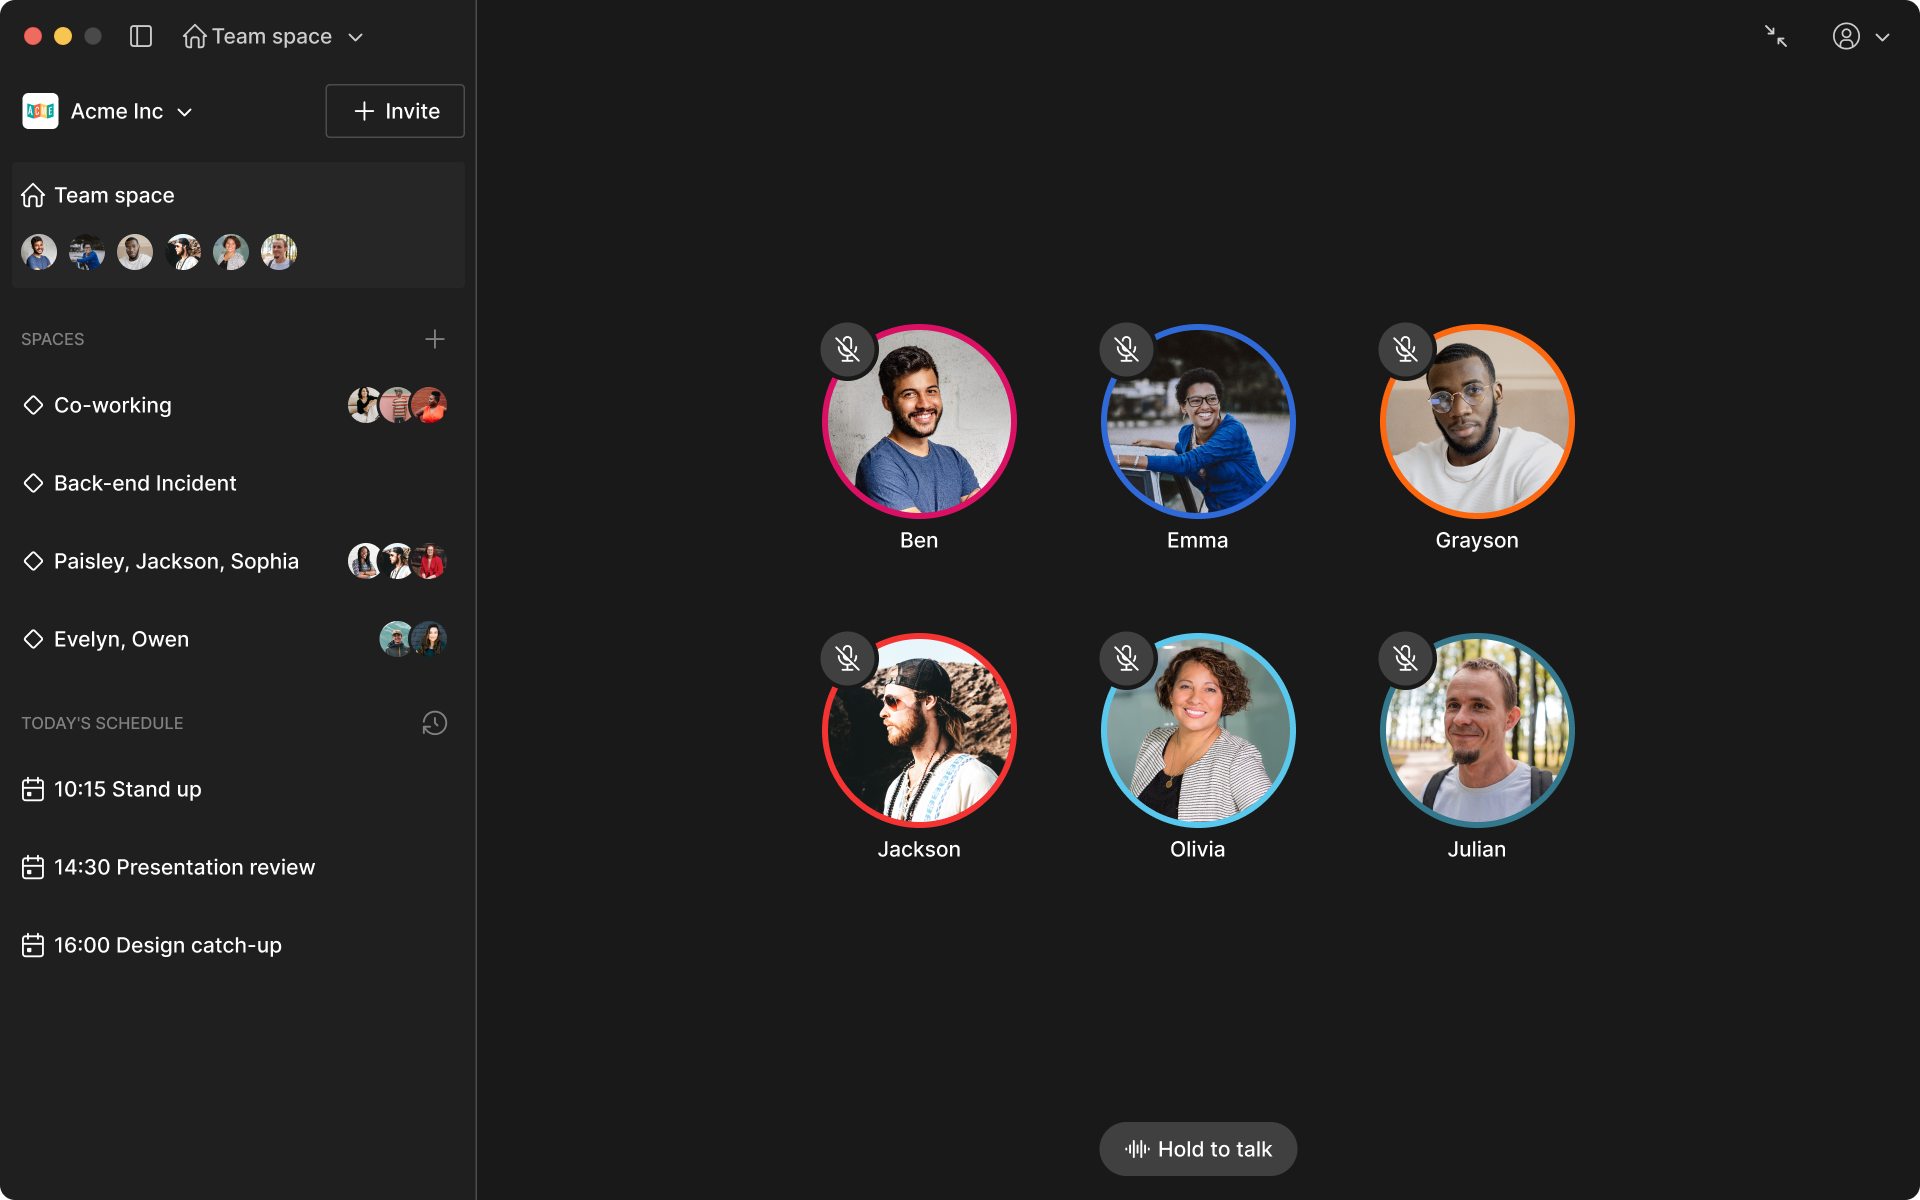 Team space
Acme Inc
Invite
Team space
SPACES
Co-working
Back-end Incident
Paisley, Jackson, Sophia
Evelyn, Owen
TODAY'S SCHEDULE
10:15 Stand up
14:30 Presentation review
16:00 Design catch-up
Ben
Emma
Grayson
Jackson
Olivia
Julian
Hold to talk
ACME